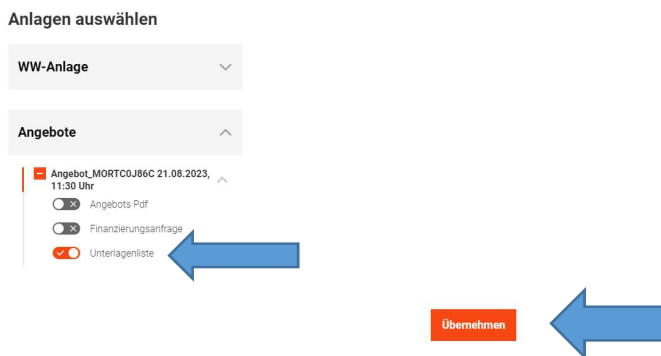 Anlagen auswählen
WW-Anlage
Angebote
Angebot_MORTC0J86C 21.08.2023,
11:30 Uhr
Angebots Pdf
Finanzierungsanfrage
Unterlagenliste
Übernehmen